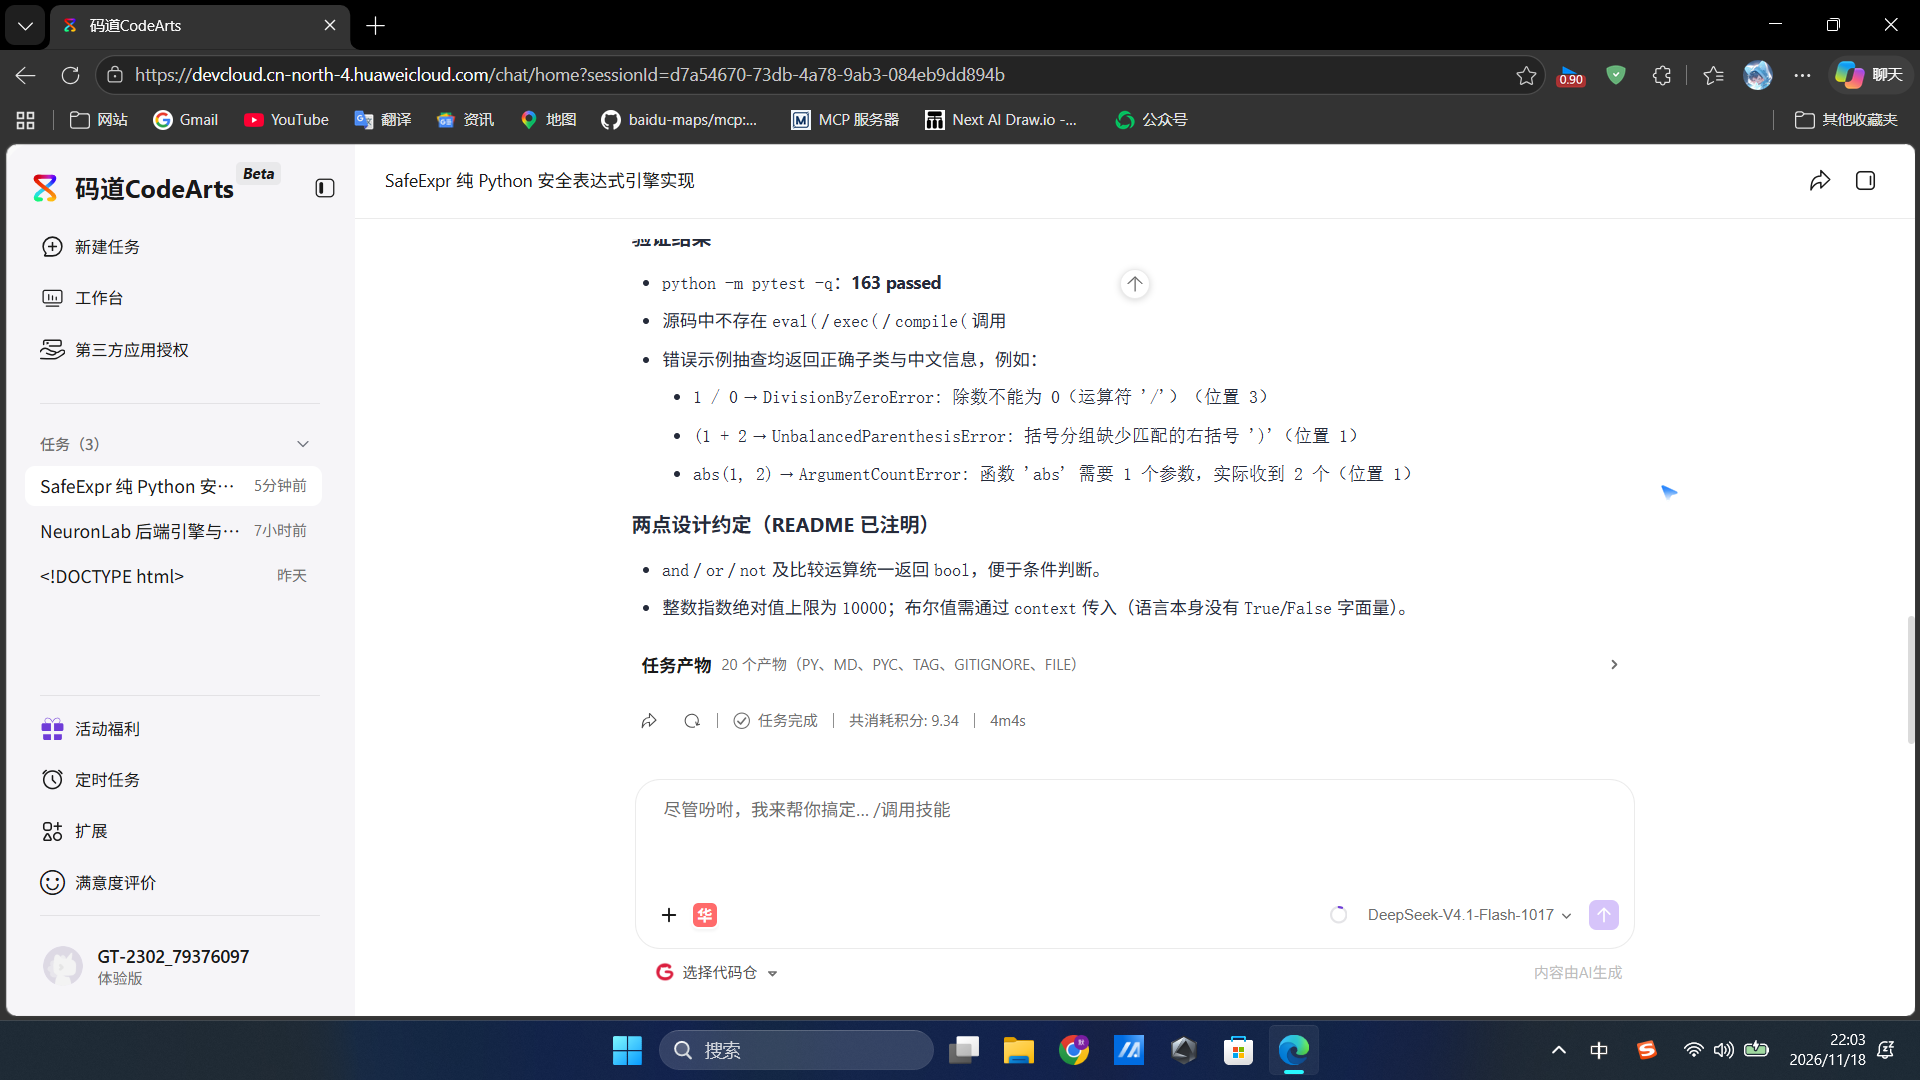 码道CodeArts
https://devcloud.cn-north-4.huaweicloud.com/chat/home?sessionId=d7a54670-73db-4a78-9ab3-084eb9dd894b
0.90
聊天
网站
Gmail
YouTube
翻译
资讯
地图
baidu-maps/mcp:...
MCP 服务器
Next AI Draw.io -...
公众号
其他收藏夹
码道CodeArts
Beta
新建任务
工作台
第三方应用授权
任务（3）
SafeExpr 纯 Python 安… 5分钟前
NeuronLab 后端引擎与… 7小时前
<!DOCTYPE html> 昨天
活动福利
定时任务
扩展
满意度评价
GT-2302_79376097
体验版
SafeExpr 纯 Python 安全表达式引擎实现
验证结果
python -m pytest -q：163 passed
源码中不存在 eval( / exec( / compile( 调用
错误示例抽查均返回正确子类与中文信息，例如：
1 / 0 → DivisionByZeroError: 除数不能为 0（运算符 '/'）（位置 3）
(1 + 2 → UnbalancedParenthesisError: 括号分组缺少匹配的右括号 ')'（位置 1）
abs(1, 2) → ArgumentCountError: 函数 'abs' 需要 1 个参数，实际收到 2 个（位置 1）
两点设计约定（README 已注明）
and / or / not 及比较运算统一返回 bool，便于条件判断。
整数指数绝对值上限为 10000；布尔值需通过 context 传入（语言本身没有 True/False 字面量）。
任务产物 20 个产物（PY、MD、PYC、TAG、GITIGNORE、FILE）
任务完成 | 共消耗积分: 9.34 | 4m4s
尽管吩咐，我来帮你搞定... /调用技能
华
DeepSeek-V4.1-Flash-1017
选择代码仓
内容由AI生成
搜索
中
22:03
2026/11/18